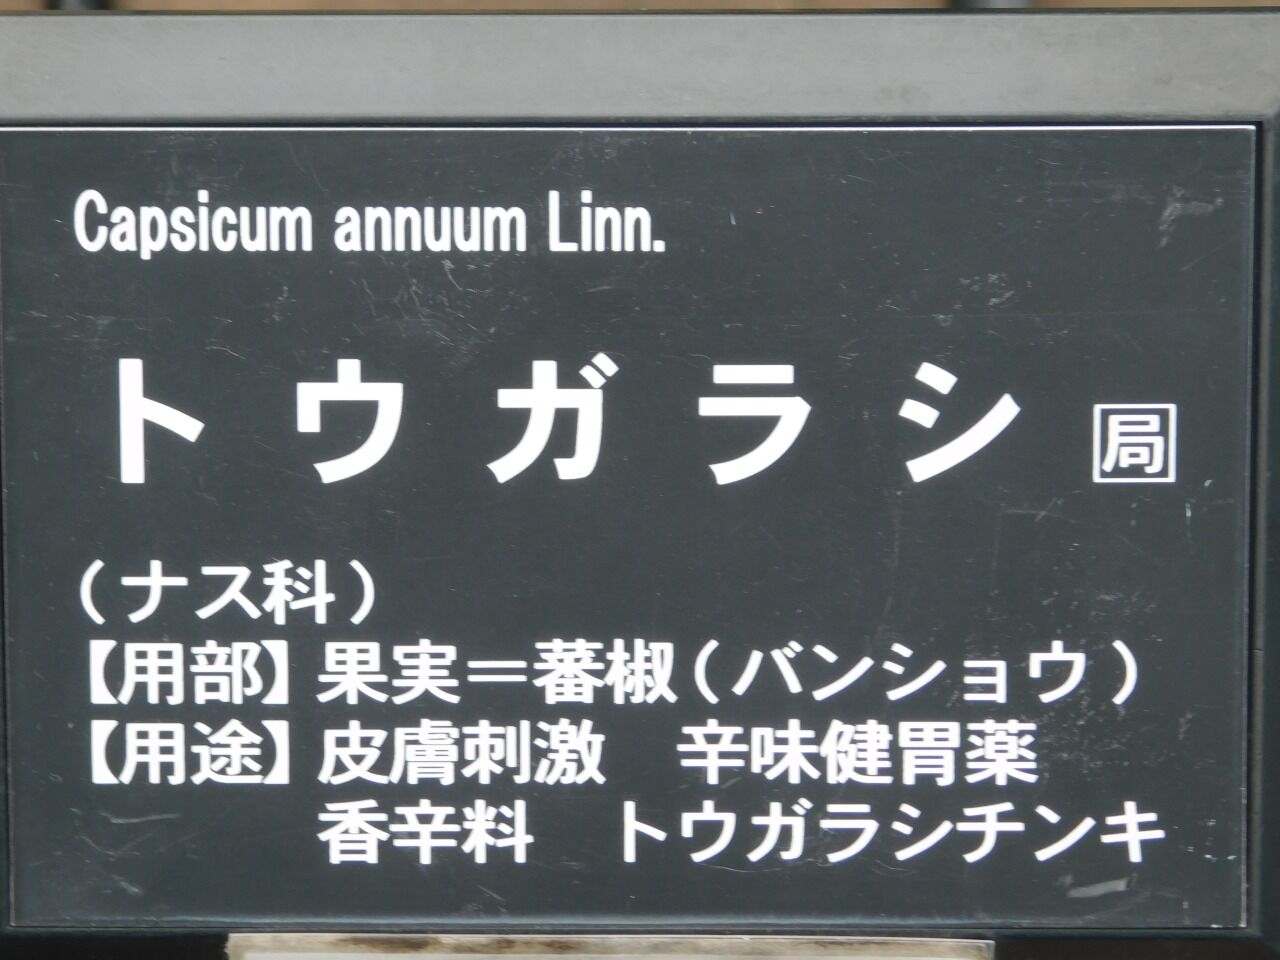 Capsicum annuum Linn.
トウガラシ 局
(ナス科)
【用部】果実＝蕃椒(バンショウ)
【用途】皮膚刺激　辛味健胃薬
香辛料　トウガラシチンキ